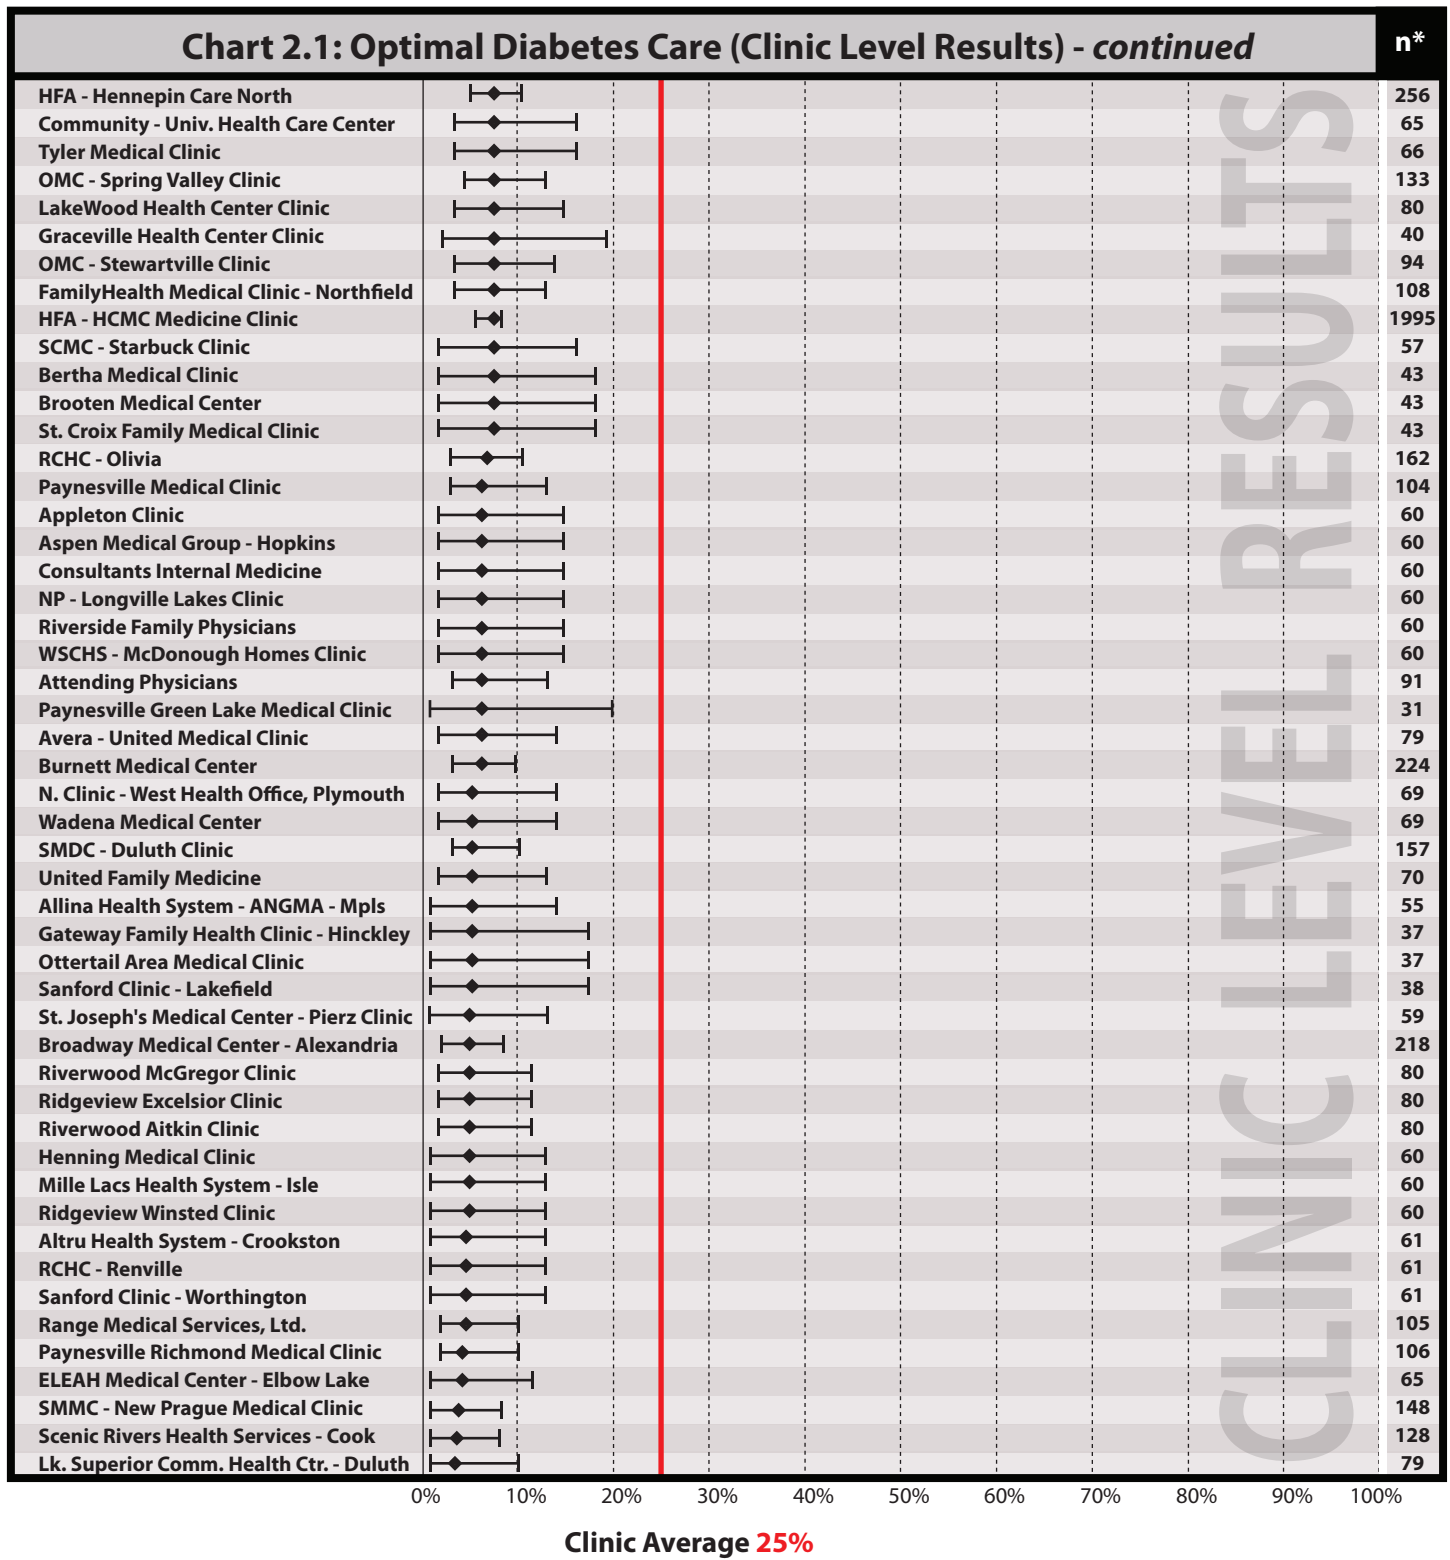 Chart 2.1: Optimal Diabetes Care (Clinic Level Results) - continued n*
HFA - Hennepin Care North 256
Community - Univ. Health Care Center 65
Tyler Medical Clinic 66
OMC - Spring Valley Clinic 133
LakeWood Health Center Clinic 80
Graceville Health Center Clinic 40
OMC - Stewartville Clinic 94
FamilyHealth Medical Clinic - Northfield 108
HFA - HCMC Medicine Clinic 1995
SCMC - Starbuck Clinic 57
Bertha Medical Clinic 43
Brooten Medical Center 43
St. Croix Family Medical Clinic 43
RCHC - Olivia 162
Paynesville Medical Clinic 104
Appleton Clinic 60
Aspen Medical Group - Hopkins 60
Consultants Internal Medicine 60
NP - Longville Lakes Clinic 60
Riverside Family Physicians 60
WSCHS - McDonough Homes Clinic 60
Attending Physicians 91
Paynesville Green Lake Medical Clinic 31
Avera - United Medical Clinic 79
Burnett Medical Center 224
N. Clinic - West Health Office, Plymouth 69
Wadena Medical Center 69
SMDC - Duluth Clinic 157
United Family Medicine 70
Allina Health System - ANGMA - Mpls 55
Gateway Family Health Clinic - Hinckley 37
Ottertail Area Medical Clinic 37
Sanford Clinic - Lakefield 38
St. Joseph's Medical Center - Pierz Clinic 59
Broadway Medical Center - Alexandria 218
Riverwood McGregor Clinic 80
Ridgeview Excelsior Clinic 80
Riverwood Aitkin Clinic 80
Henning Medical Clinic 60
Mille Lacs Health System - Isle 60
Ridgeview Winsted Clinic 60
Altru Health System - Crookston 61
RCHC - Renville 61
Sanford Clinic - Worthington 61
Range Medical Services, Ltd. 105
Paynesville Richmond Medical Clinic 106
ELEAH Medical Center - Elbow Lake 65
SMMC - New Prague Medical Clinic 148
Scenic Rivers Health Services - Cook 128
Lk. Superior Comm. Health Ctr. - Duluth 79
CLINIC LEVEL RESULTS
0% 10% 20% 30% 40% 50% 60% 70% 80% 90% 100%
Clinic Average 25%